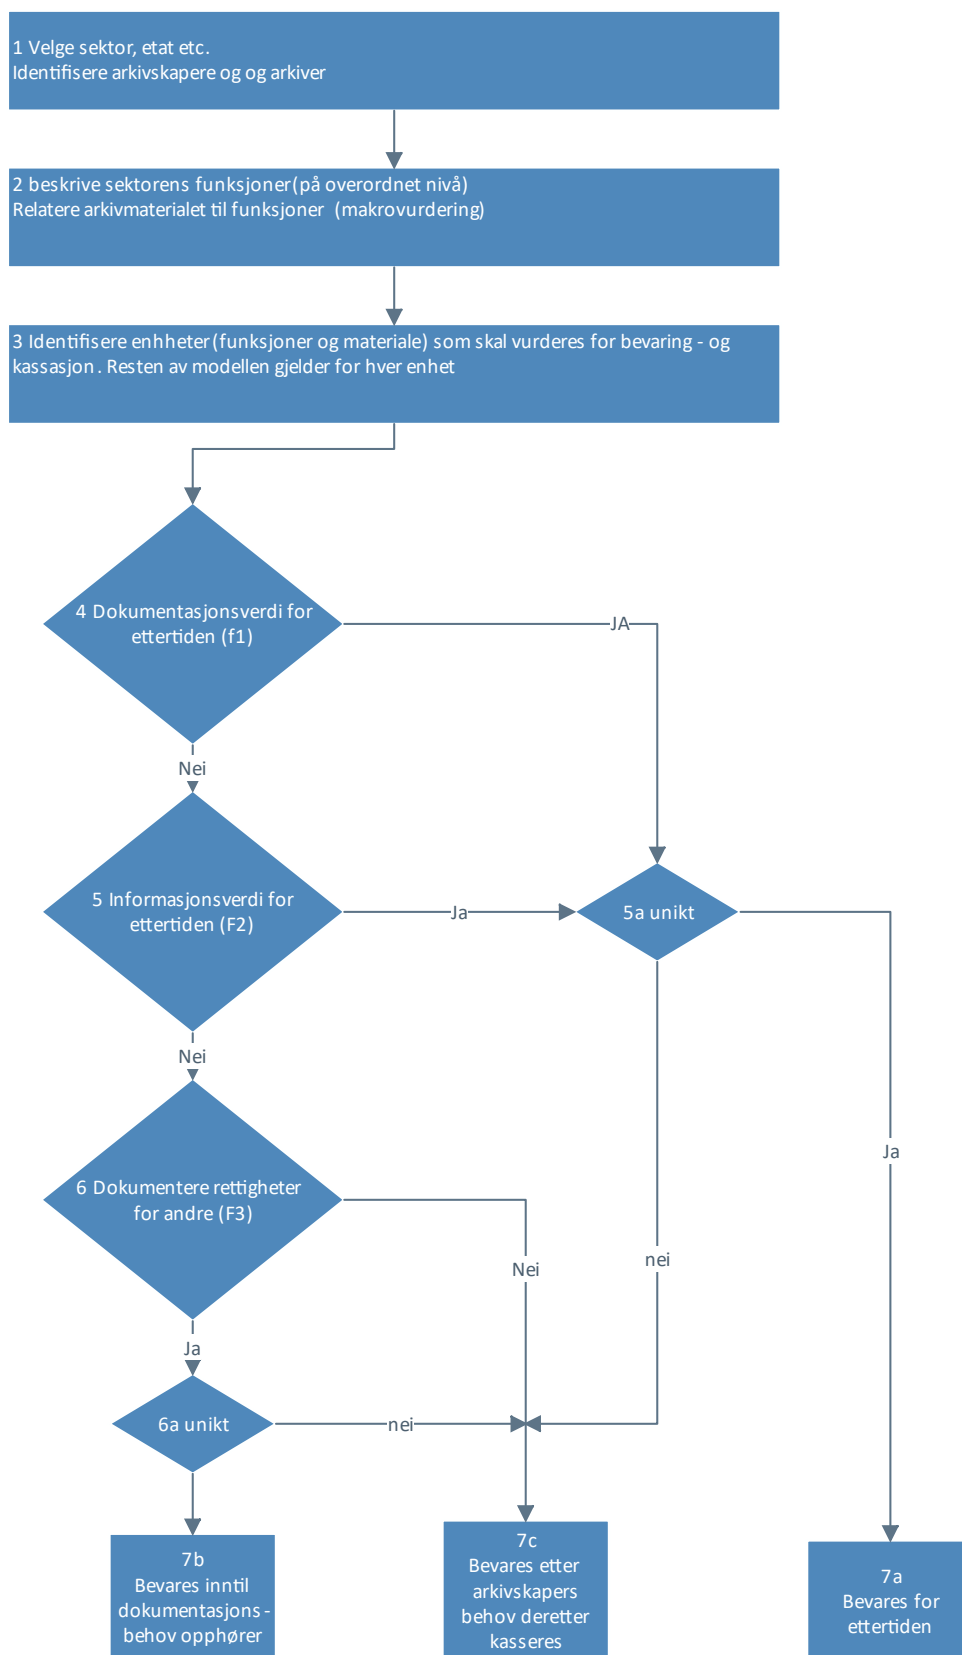 1 Velge sektor, etat etc.
Identifisere arkivskapere og og arkiver
2 beskrive sektorens funksjoner (på overordnet nivå)
Relatere arkivmaterialet til funksjoner (makrovurdering)
3 Identifisere enhheter (funksjoner og materiale) som skal vurderes for bevaring - og
kassasjon . Resten av modellen gjelder for hver enhet
4 Dokumentasjonsverdi for
ettertiden (f1)
JA
Nei
5 Informasjonsverdi for
ettertiden (F2)
Ja
5a unikt
Nei
Ja
6 Dokumentere rettigheter
for andre (F3)
Nei
nei
Ja
6a unikt
nei
7b
Bevares inntil
dokumentasjons -
behov opphører
7c
Bevares etter
arkivskapers
behov deretter
kasseres
7a
Bevares for
ettertiden